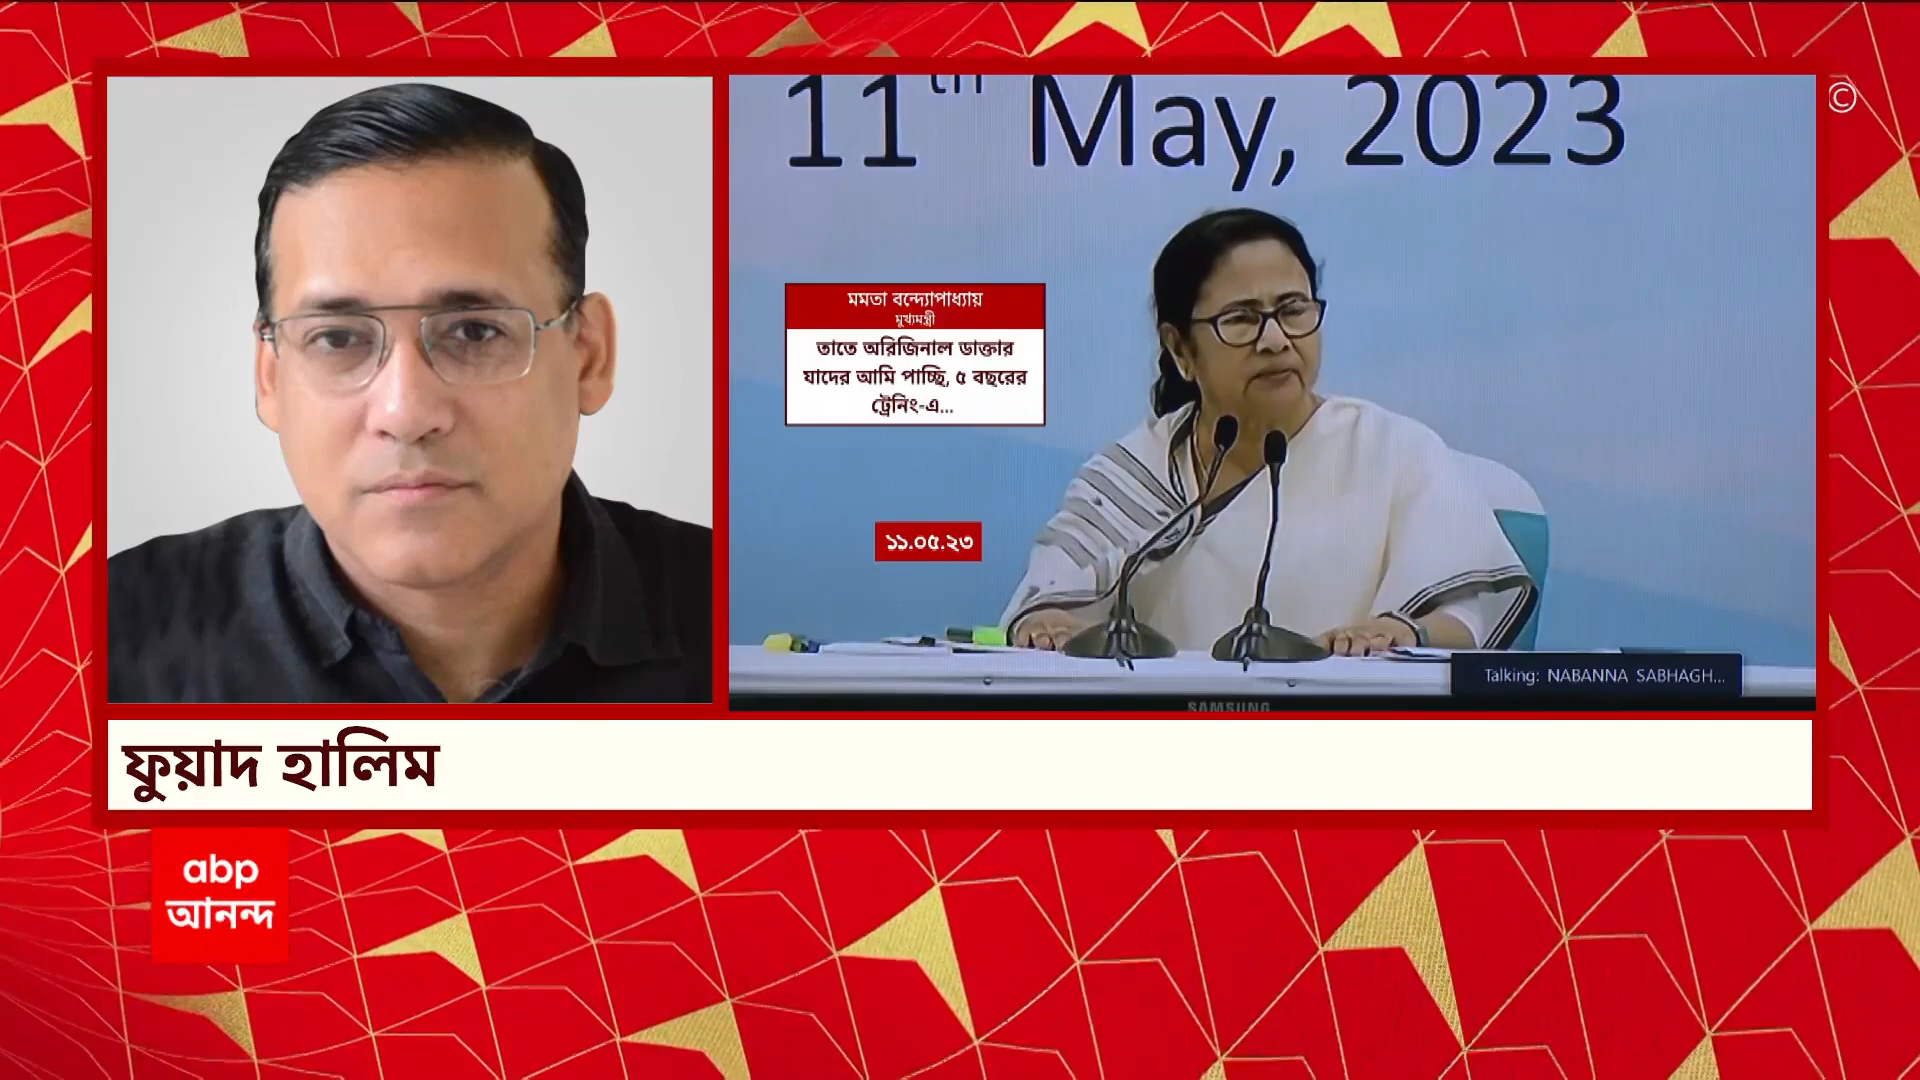 11th May, 2023
©
মমতা বন্দ্যোপাধ্যায়
মুখ্যমন্ত্রী
তাতে অরিজিনাল ডাক্তার
যাদের আমি পাচ্ছি, ৫ বছরের
ট্রেনিং-এ...
১১.০৫.২৩
Talking: NABANNA SABHAGH...
SAMSUNG
ফুয়াদ হালিম
abp
আনন্দ